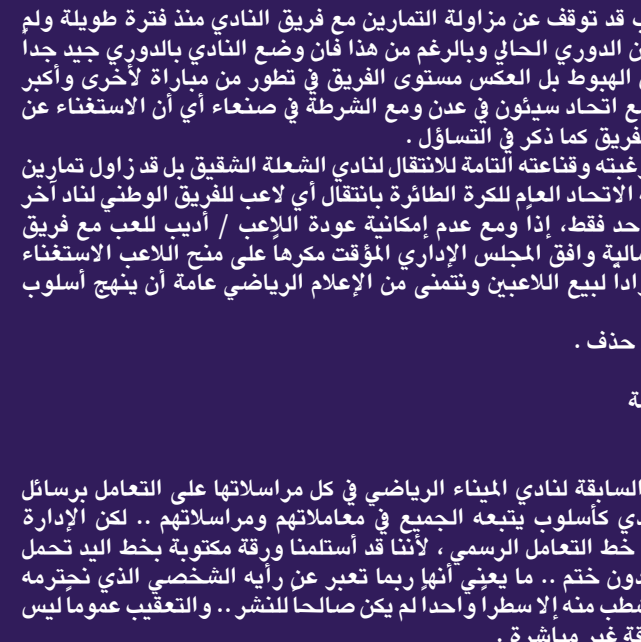 قد توقف عن مزاولة التمارين مع فريق النادي منذ فترة طويلة ولم
الدوري الحالي وبالرغم من هذا فان وضع النادي بالدوري جيد جداً
الهبوط بل العكس مستوى الفريق في تطور من مباراة لأخرى وأكبر
اتحاد سيئون في عدن ومع الشرطة في صنعاء أي أن الاستغناء عن
كما ذكر في التساؤل .
وقناعته التامة للانتقال لنادي الشعلة الشقيق بل قد زاول تمارين
الاتحاد العام للكرة الطائرة بانتقال أي لاعب للفريق الوطني لناد آخر
فقط، إذاً ومع عدم إمكانية عودة اللاعب / أديب للعب مع فريق
وافق المجلس الإداري المؤقت مكرهاً على منح اللاعب الاستغناء
لبيع اللاعبين ونتمنى من الإعلام الرياضي عامة أن ينهج أسلوب
حذف .
السابقة لنادي الميناء الرياضي في كل مراسلاتها على التعامل برسائل
كأسلوب يتبعه الجميع في معاملاتهم ومراسلاتهم .. لكن الإدارة
خط التعامل الرسمي ، لأننا قد أستلمنا ورقة مكتوبة بخط اليد تحمل
دون ختم .. ما يعني أنها ربما تعبر عن رأيه الشخصي الذي نحترمه
منه إلا سطراً واحداً لم يكن صالحاً للنشر .. والتعقيب عموماً ليس
غير مباشرة .